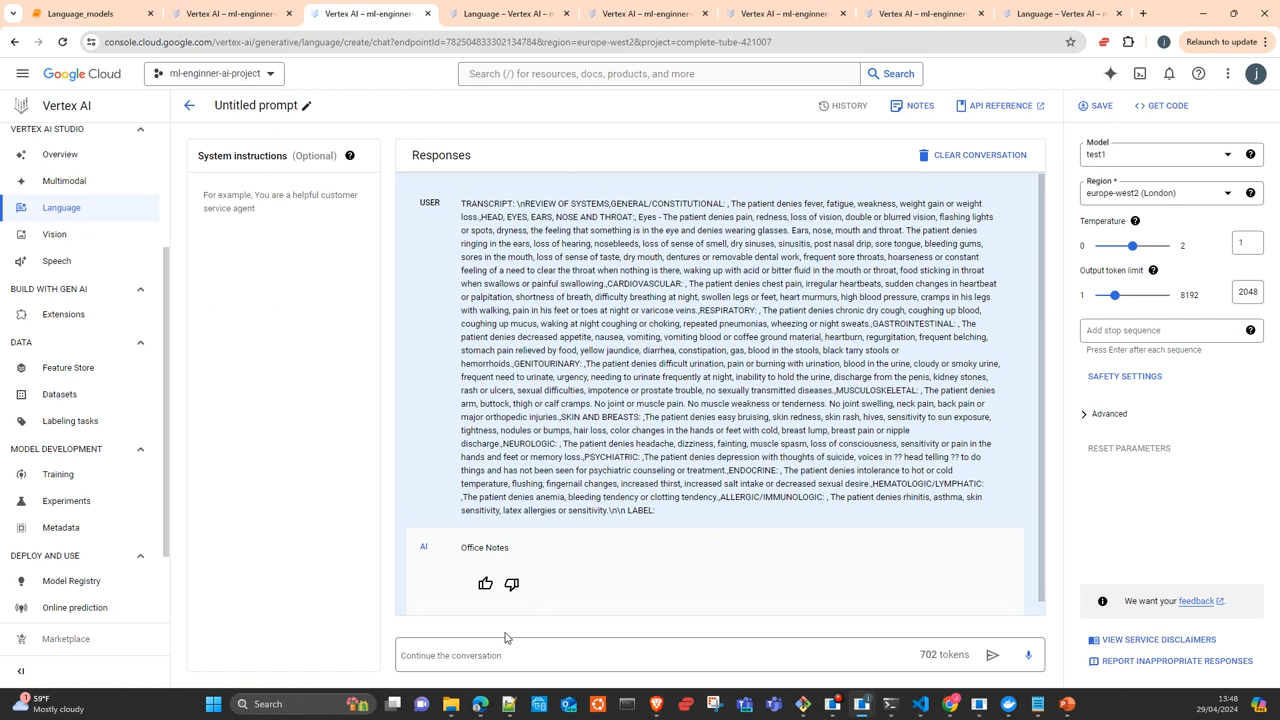 Language_models
Vertex AI – ml-enginner-
Vertex AI – ml-enginner-
Language – Vertex AI – m
Vertex AI – ml-enginner-
Vertex AI – ml-enginner-
Vertex AI – ml-enginner-
Language – Vertex AI – m
console.cloud.google.com/vertex-ai/generative/language/create/chat?endpointId=782504833302134784&region=europe-west2&project=complete-tube-421007
Relaunch to update
Google Cloud
ml-enginner-ai-project
Search (/) for resources, docs, products, and more
Search
Vertex AI
Untitled prompt
HISTORY
NOTES
API REFERENCE
SAVE
GET CODE
VERTEX AI STUDIO
Overview
Multimodal
Language
Vision
Speech
BUILD WITH GEN AI
Extensions
DATA
Feature Store
Datasets
Labeling tasks
MODEL DEVELOPMENT
Training
Experiments
Metadata
DEPLOY AND USE
Model Registry
Online prediction
Marketplace
System instructions (Optional)
For example, You are a helpful customer
service agent
Responses
CLEAR CONVERSATION
USER
TRANSCRIPT: \nREVIEW OF SYSTEMS,GENERAL/CONSTITUTIONAL: , The patient denies fever, fatigue, weakness, weight gain or weight
loss.,HEAD, EYES, EARS, NOSE AND THROAT:, Eyes - The patient denies pain, redness, loss of vision, double or blurred vision, flashing lights
or spots, dryness, the feeling that something is in the eye and denies wearing glasses. Ears, nose, mouth and throat. The patient denies
ringing in the ears, loss of hearing, nosebleeds, loss of sense of smell, dry sinuses, sinusitis, post nasal drip, sore tongue, bleeding gums,
sores in the mouth, loss of sense of taste, dry mouth, dentures or removable dental work, frequent sore throats, hoarseness or constant
feeling of a need to clear the throat when nothing is there, waking up with acid or bitter fluid in the mouth or throat, food sticking in throat
when swallows or painful swallowing.,CARDIOVASCULAR: , The patient denies chest pain, irregular heartbeats, sudden changes in heartbeat
or palpitation, shortness of breath, difficulty breathing at night, swollen legs or feet, heart murmurs, high blood pressure, cramps in his legs
with walking, pain in his feet or toes at night or varicose veins.,RESPIRATORY: , The patient denies chronic dry cough, coughing up blood,
coughing up mucus, waking at night coughing or choking, repeated pneumonias, wheezing or night sweats.,GASTROINTESTINAL: , The
patient denies decreased appetite, nausea, vomiting, vomiting blood or coffee ground material, heartburn, regurgitation, frequent belching,
stomach pain relieved by food, yellow jaundice, diarrhea, constipation, gas, blood in the stools, black tarry stools or
hemorrhoids.,GENITOURINARY: ,The patient denies difficult urination, pain or burning with urination, blood in the urine, cloudy or smoky urine,
frequent need to urinate, urgency, needing to urinate frequently at night, inability to hold the urine, discharge from the penis, kidney stones,
rash or ulcers, sexual difficulties, impotence or prostate trouble, no sexually transmitted diseases.,MUSCULOSKELETAL: , The patient denies
arm, buttock, thigh or calf cramps. No joint or muscle pain. No muscle weakness or tenderness. No joint swelling, neck pain, back pain or
major orthopedic injuries.,SKIN AND BREASTS: ,The patient denies easy bruising, skin redness, skin rash, hives, sensitivity to sun exposure,
tightness, nodules or bumps, hair loss, color changes in the hands or feet with cold, breast lump, breast pain or nipple
discharge.,NEUROLOGIC: , The patient denies headache, dizziness, fainting, muscle spasm, loss of consciousness, sensitivity or pain in the
hands and feet or memory loss.,PSYCHIATRIC: ,The patient denies depression with thoughts of suicide, voices in ?? head telling ?? to do
things and has not been seen for psychiatric counseling or treatment.,ENDOCRINE: , The patient denies intolerance to hot or cold
temperature, flushing, fingernail changes, increased thirst, increased salt intake or decreased sexual desire.,HEMATOLOGIC/LYMPHATIC:
,The patient denies anemia, bleeding tendency or clotting tendency.,ALLERGIC/IMMUNOLOGIC: , The patient denies rhinitis, asthma, skin
sensitivity, latex allergies or sensitivity.\n\n LABEL:
AI
Office Notes
Continue the conversation
702 tokens
Model
test1
Region *
europe-west2 (London)
Temperature
0
2
1
Output token limit
1
8192
2048
Add stop sequence
Press Enter after each sequence
SAFETY SETTINGS
Advanced
RESET PARAMETERS
We want your feedback.
VIEW SERVICE DISCLAIMERS
REPORT INAPPROPRIATE RESPONSES
59°F
Mostly cloudy
Search
13:48
29/04/2024